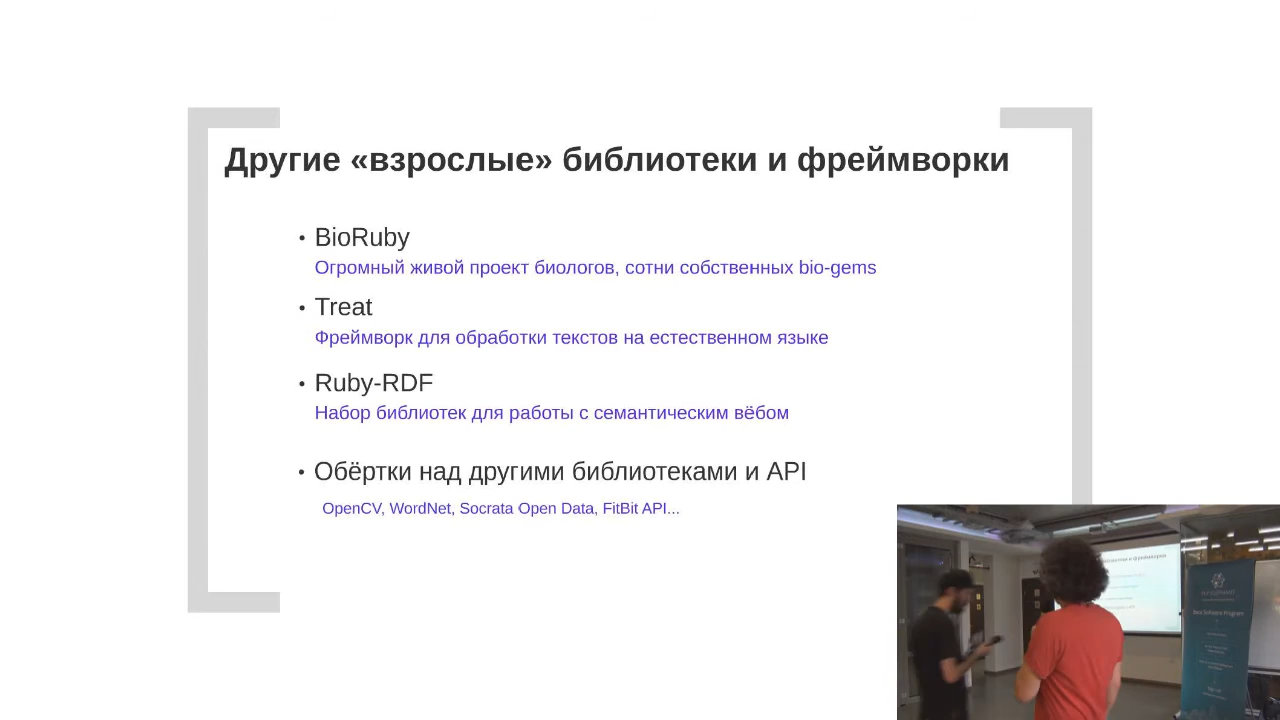 Другие «взрослые» библиотеки и фреймворки
• BioRuby
Огромный живой проект биологов, сотни собственных bio-gems
• Treat
Фреймворк для обработки текстов на естественном языке
• Ruby-RDF
Набор библиотек для работы с семантическим вёбом
• Обёртки над другими библиотеками и API
OpenCV, WordNet, Socrata Open Data, FitBit API...